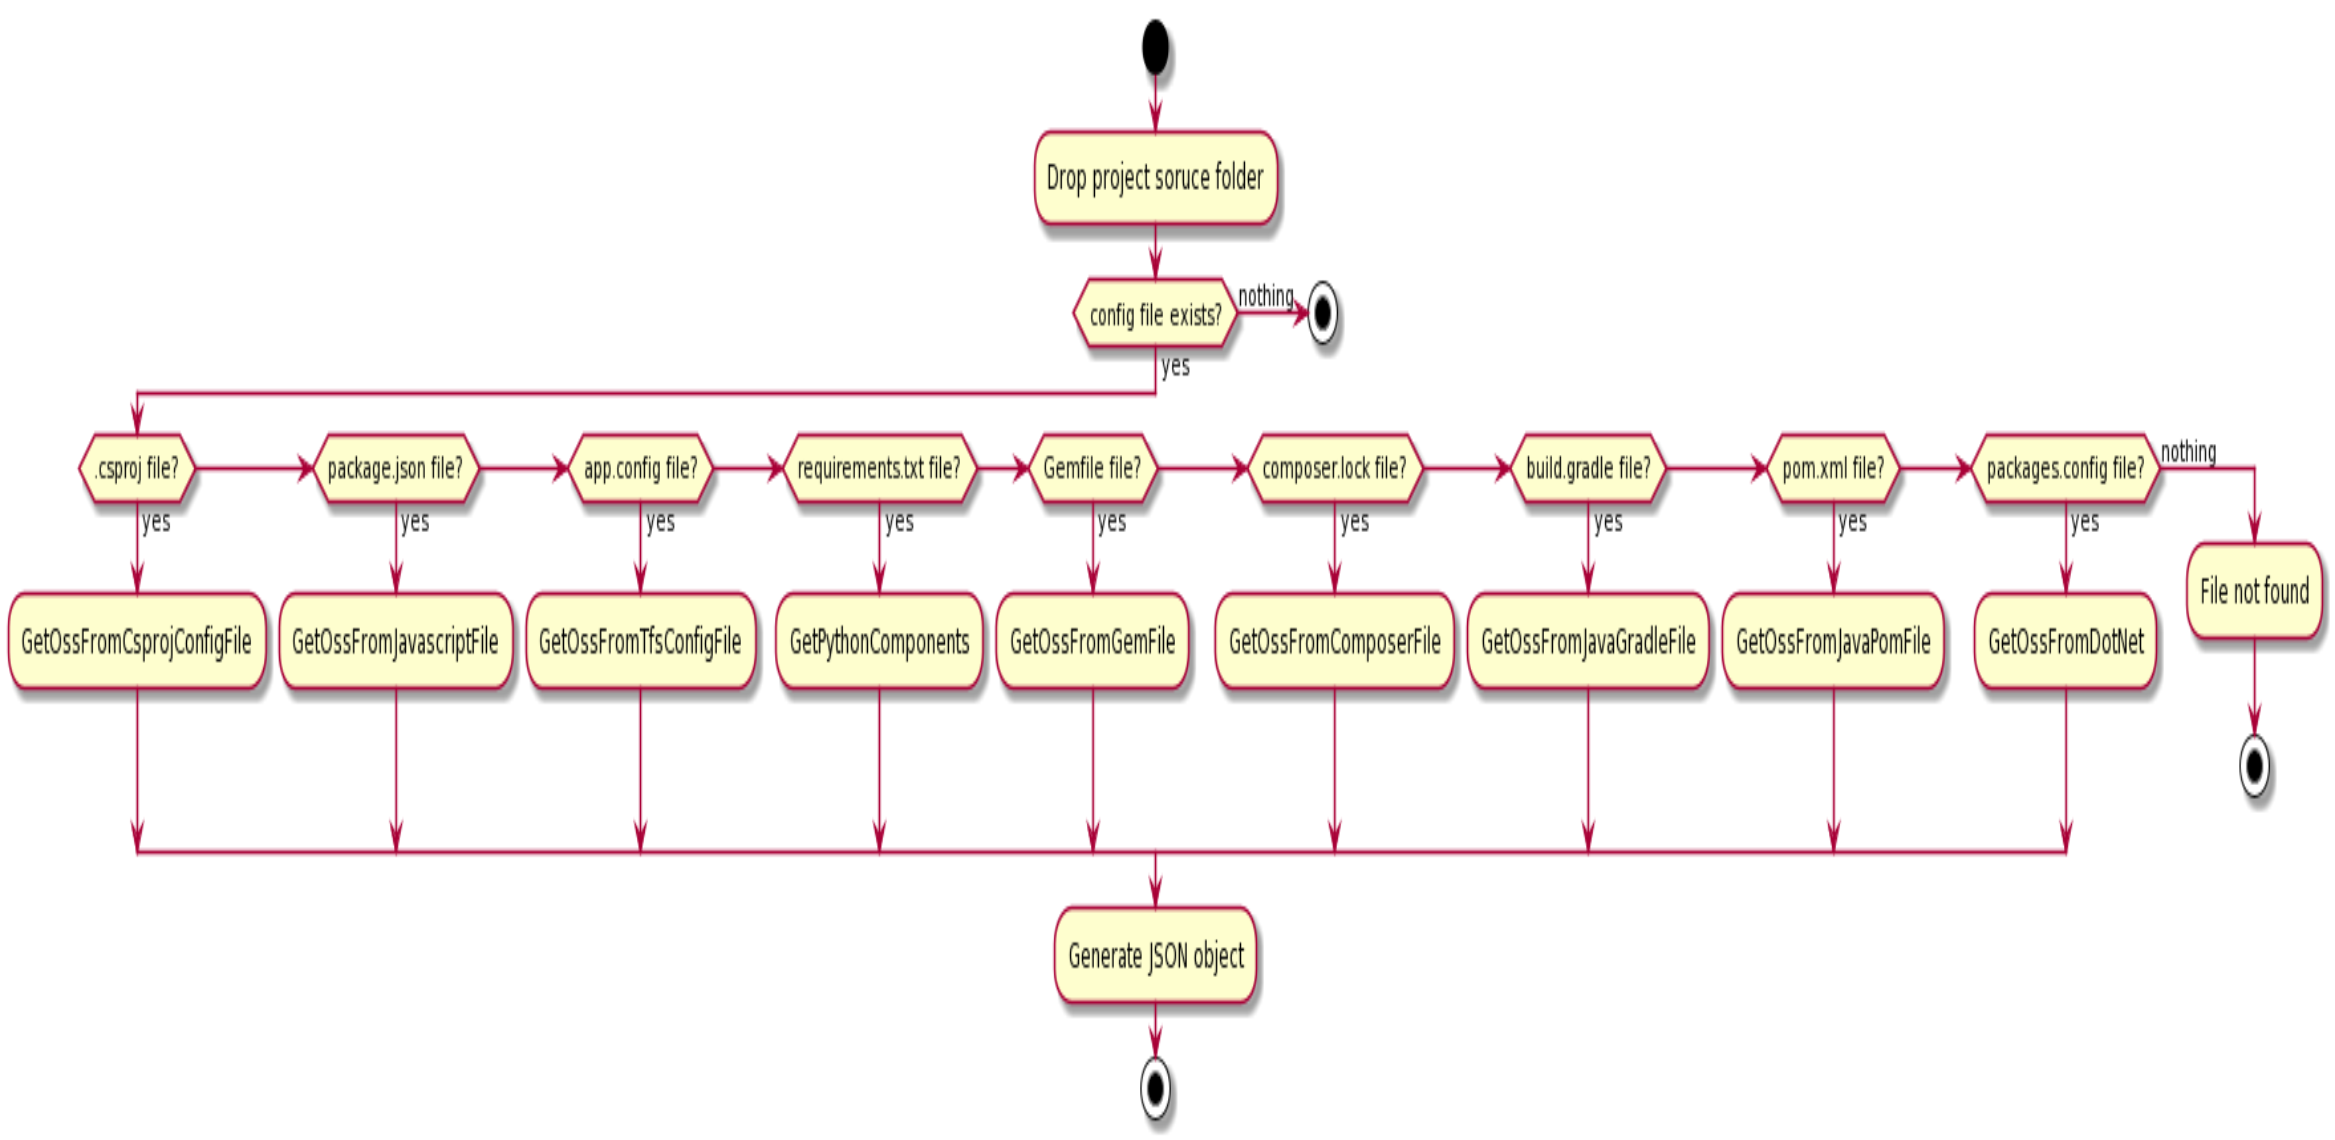 Drop project soruce folder
config file exists?
nothing
yes
.csproj file?
package.json file?
app.config file?
requirements.txt file?
Gemfile file?
composer.lock file?
build.gradle file?
pom.xml file?
packages.config file?
nothing
yes
yes
yes
yes
yes
yes
yes
yes
yes
GetOssFromCsprojConfigFile
GetOssFromJavascriptFile
GetOssFromTfsConfigFile
GetPythonComponents
GetOssFromGemFile
GetOssFromComposerFile
GetOssFromJavaGradleFile
GetOssFromJavaPomFile
GetOssFromDotNet
File not found
Generate JSON object